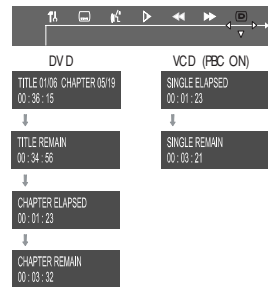 DVD
TITLE 01/06 CHAPTER 05/19
00 : 36 : 15
TITLE REMAIN
00 : 34 : 56
CHAPTER ELAPSED
00 : 01 : 23
CHAPTER REMAIN
00 : 03 : 32
VCD (PBC ON)
SINGLE ELAPSED
00 : 01 : 23
SINGLE REMAIN
00 : 03 : 21